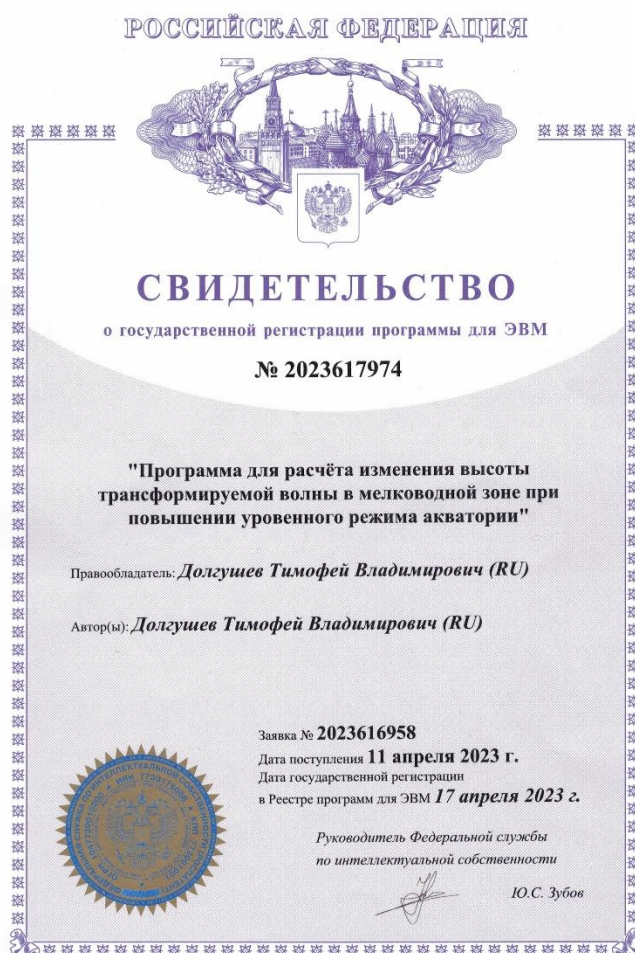 РОССИЙСКАЯ ФЕДЕРАЦИЯ
СВИДЕТЕЛЬСТВО
о государственной регистрации программы для ЭВМ
№ 2023617974
"Программа для расчёта изменения высоты
трансформируемой волны в мелководной зоне при
повышении уровенного режима акватории"
Правообладатель: Долгушев Тимофей Владимирович (RU)
Автор(ы): Долгушев Тимофей Владимирович (RU)
Заявка № 2023616958
Дата поступления 11 апреля 2023 г.
Дата государственной регистрации
в Реестре программ для ЭВМ 17 апреля 2023 г.
Руководитель Федеральной службы
по интеллектуальной собственности
Ю.С. Зубов